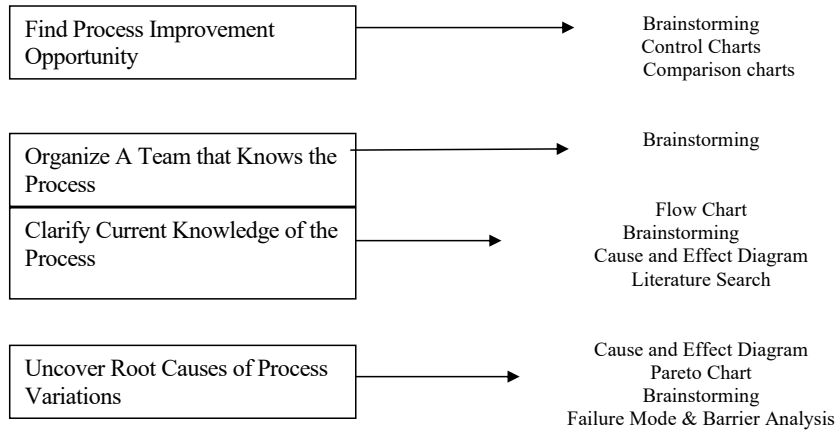 Find Process Improvement
Opportunity
Brainstorming
Control Charts
Comparison charts
Organize A Team that Knows the
Process
Brainstorming
Clarify Current Knowledge of the
Process
Flow Chart
Brainstorming
Cause and Effect Diagram
Literature Search
Uncover Root Causes of Process
Variations
Cause and Effect Diagram
Pareto Chart
Brainstorming
Failure Mode & Barrier Analysis